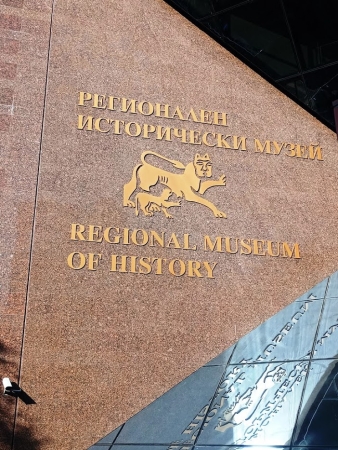 РЕГИОНАЛЕН
ИСТОРИЧЕСКИ МУЗЕЙ
REGIONAL MUSEUM
OF HISTORY